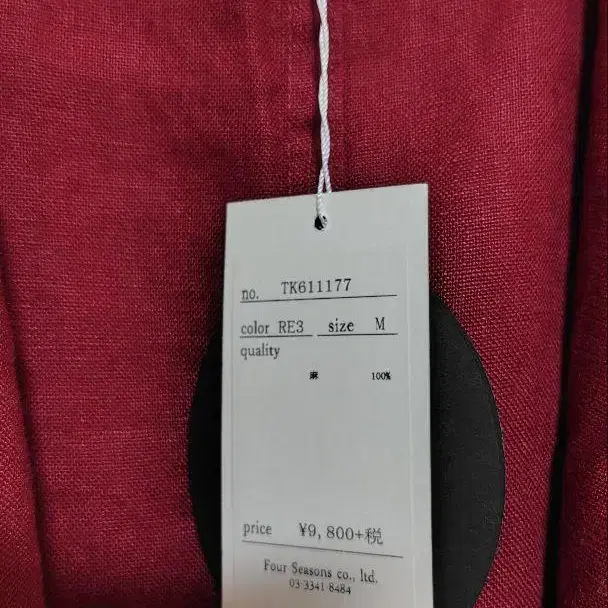 no. TK611177
color RE3 size M
quality
麻 100%
price ¥9,800+税
Four Seasons co., ltd.
03-3341-8484